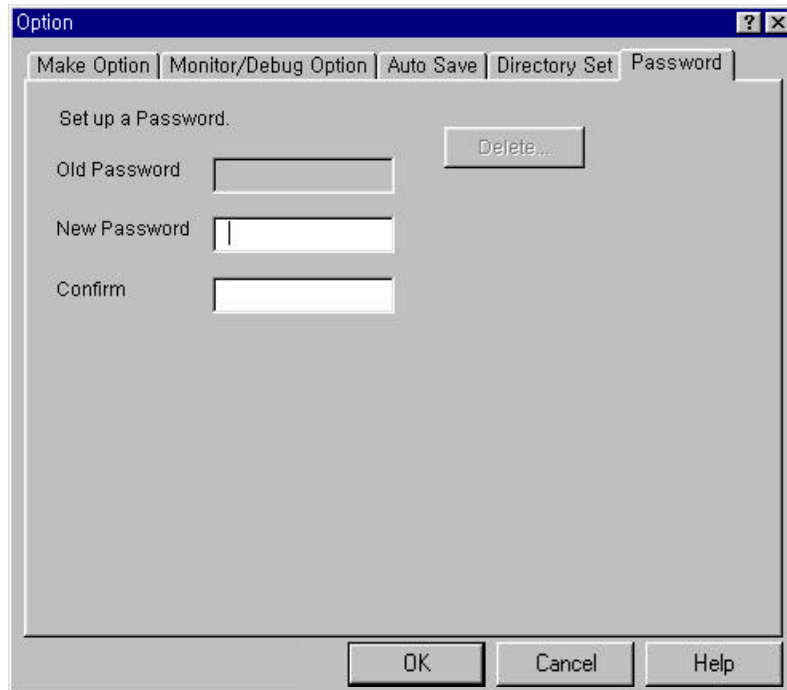 Option
Make Option Monitor/Debug Option Auto Save Directory Set Password
Set up a Password.
Delete...
Old Password
New Password
Confirm
OK Cancel Help